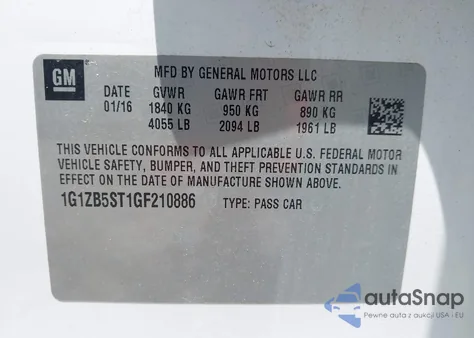 GM
MFD BY GENERAL MOTORS LLC
DATE GVWR GAWR FRT GAWR RR
01/16 1840 KG 950 KG 890 KG
4055 LB 2094 LB 1961 LB
THIS VEHICLE CONFORMS TO ALL APPLICABLE U.S. FEDERAL MOTOR
VEHICLE SAFETY, BUMPER, AND THEFT PREVENTION STANDARDS IN
EFFECT ON THE DATE OF MANUFACTURE SHOWN ABOVE.
1G1ZB5ST1GF210886 TYPE: PASS CAR
autoSnap
Pewne auta z aukcji USA i EU